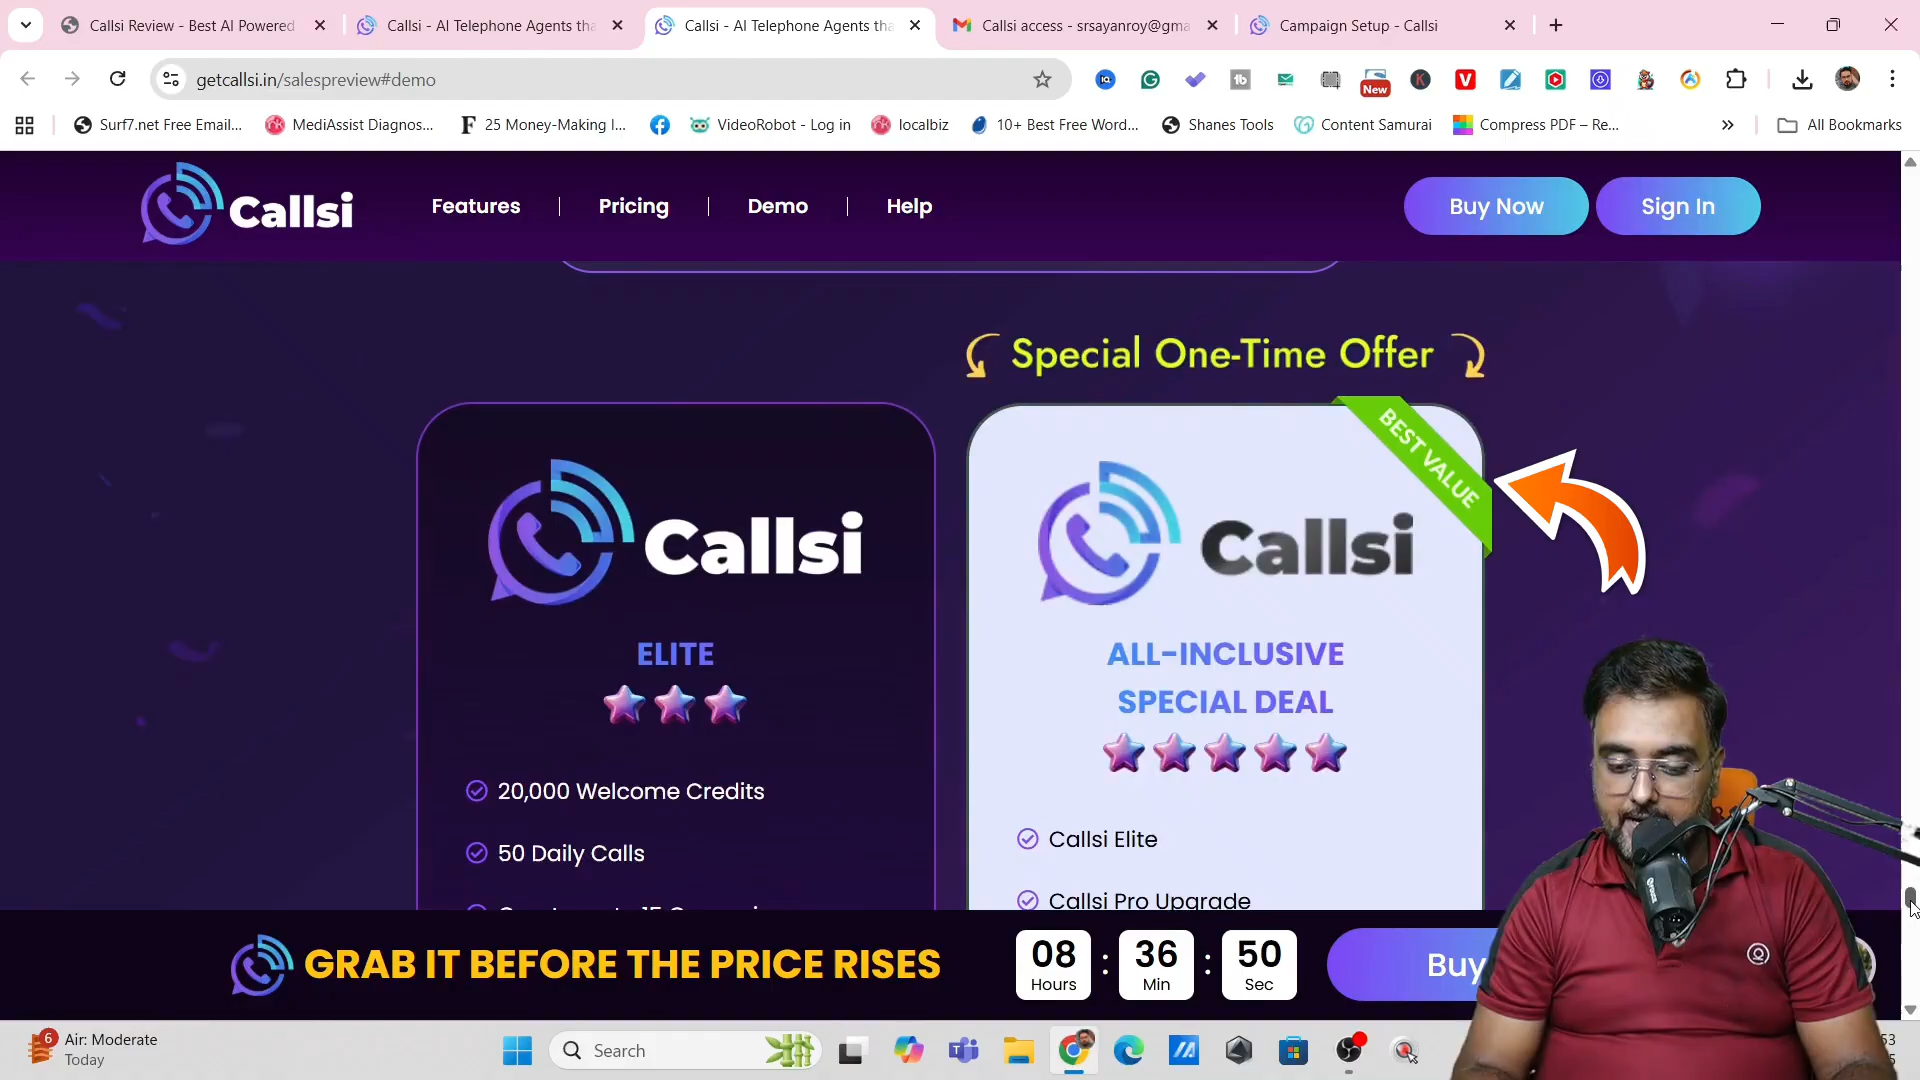 Callsi Review - Best AI Powered
Callsi - AI Telephone Agents tha
Callsi - AI Telephone Agents tha
Callsi access - srsayanroy@gma
Campaign Setup - Callsi
getcallsi.in/salespreview#demo
New
Surf7.net Free Email...
MediAssist Diagnos...
25 Money-Making I...
VideoRobot - Log in
localbiz
10+ Best Free Word...
Shanes Tools
Content Samurai
Compress PDF – Re...
All Bookmarks
Callsi
Features
Pricing
Demo
Help
Buy Now
Sign In
Special One-Time Offer
BEST VALUE
Callsi
Callsi
ELITE
ALL-INCLUSIVE
SPECIAL DEAL
20,000 Welcome Credits
50 Daily Calls
Callsi Elite
Callsi Pro Upgrade
GRAB IT BEFORE THE PRICE RISES
08 : 36 : 50
Hours Min Sec
Buy
6
Air: Moderate
Today
Search
53
5